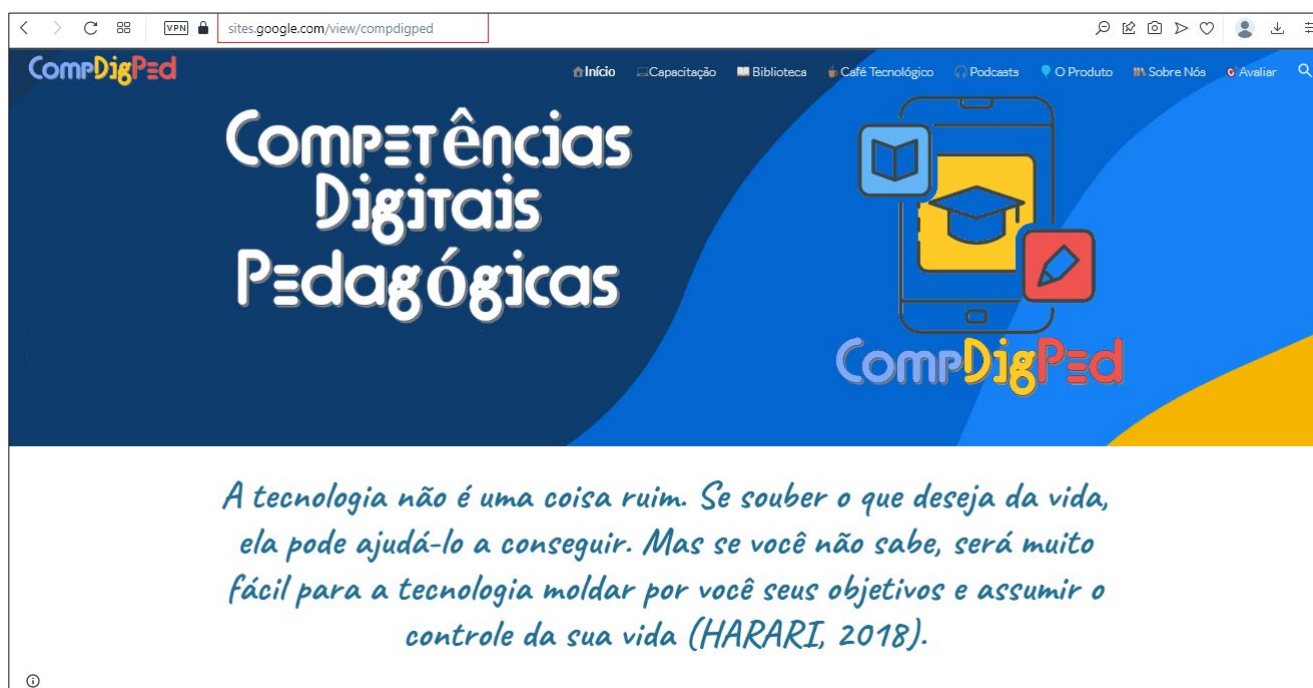 VPN sites.google.com/view/compdigped
CompDigPed Início Capacitação Biblioteca Café Tecnológico Podcasts O Produto Sobre Nós Avaliar
Competências
Digitais
Pedagógicas
CompDigPed
A tecnologia não é uma coisa ruim. Se souber o que deseja da vida,
ela pode ajudá-lo a conseguir. Mas se você não sabe, será muito
fácil para a tecnologia moldar por você seus objetivos e assumir o
controle da sua vida (HARARI, 2018).